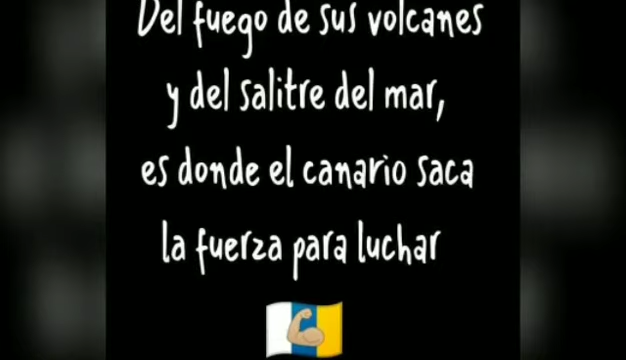 Del fuego de sus volcanes
y del salitre del mar,
es donde el canario saca
la fuerza para luchar